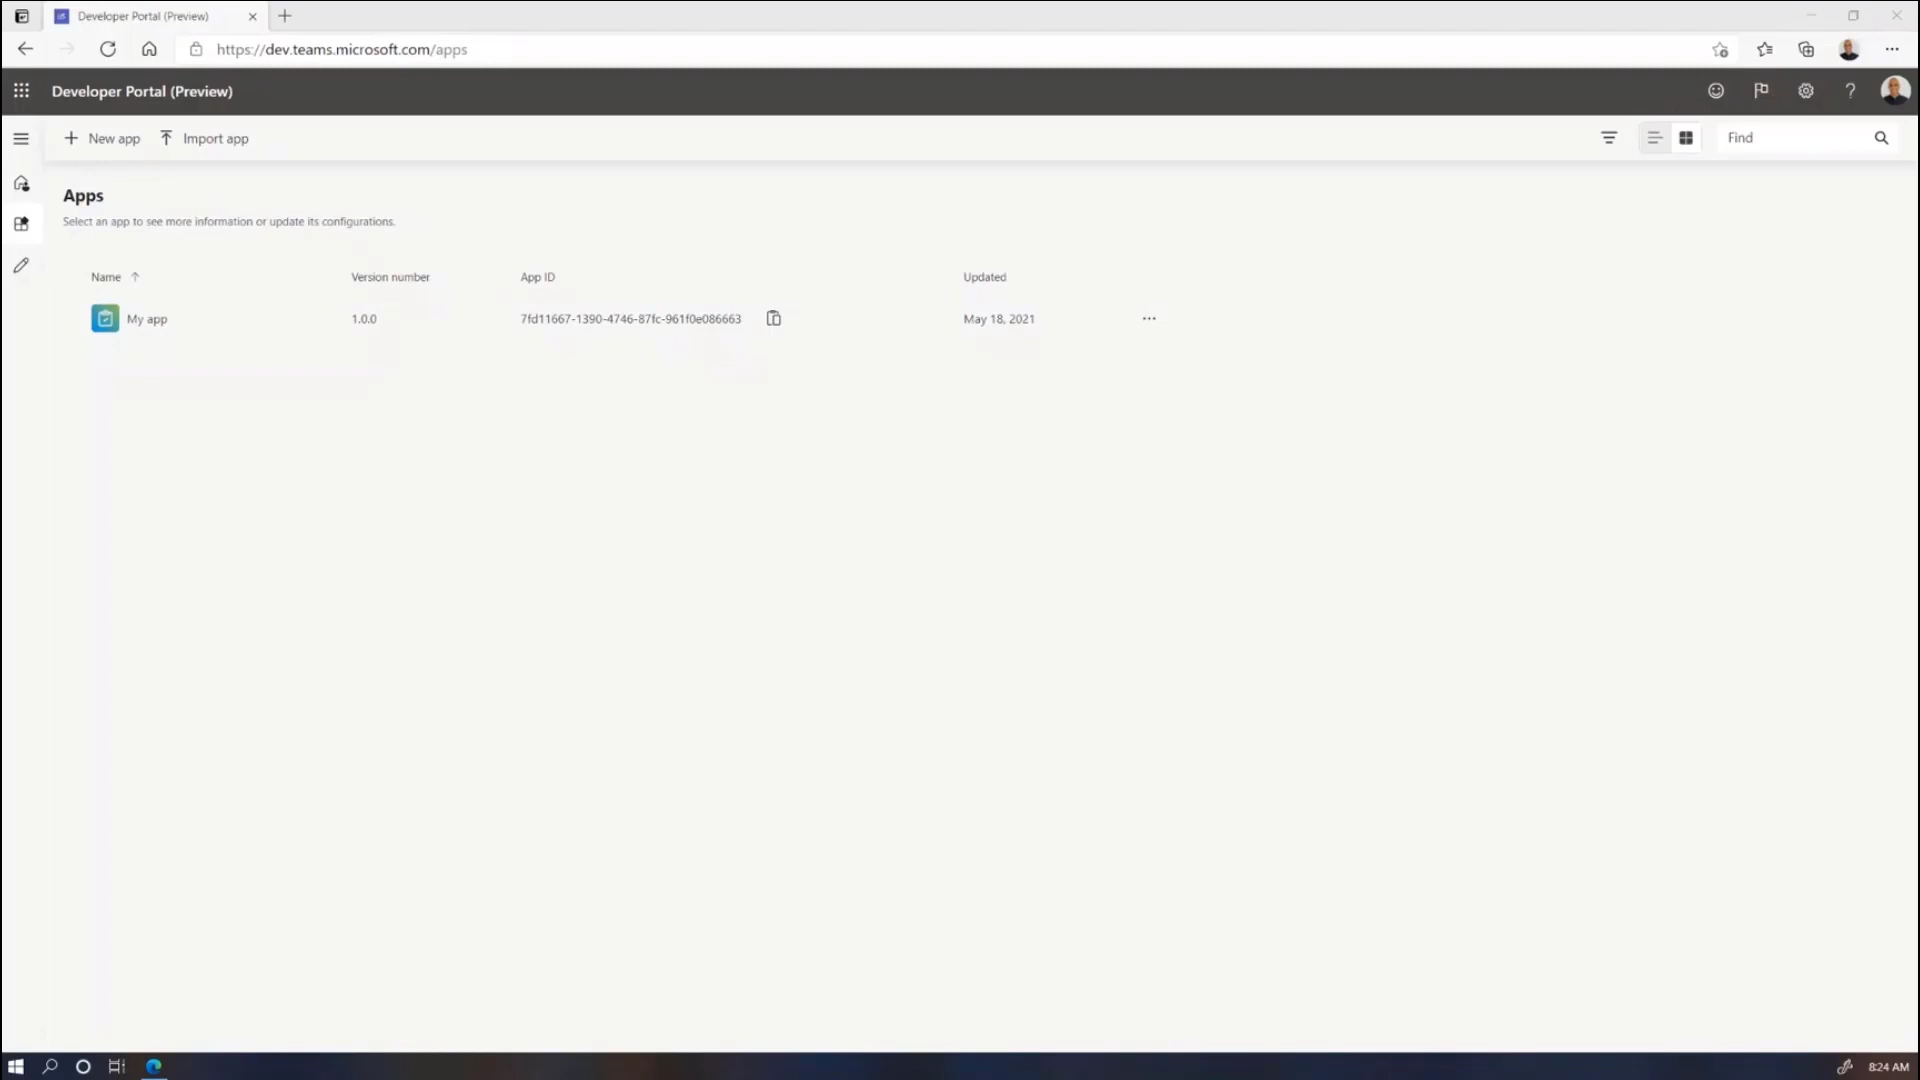 Developer Portal (Preview)
https://dev.teams.microsoft.com/apps
Developer Portal (Preview)
New app
Import app
Find
Apps
Select an app to see more information or update its configurations.
Name Version number App ID Updated
My app 1.0.0 7fd11667-1390-4746-87fc-961f0e086663 May 18, 2021
8:24 AM